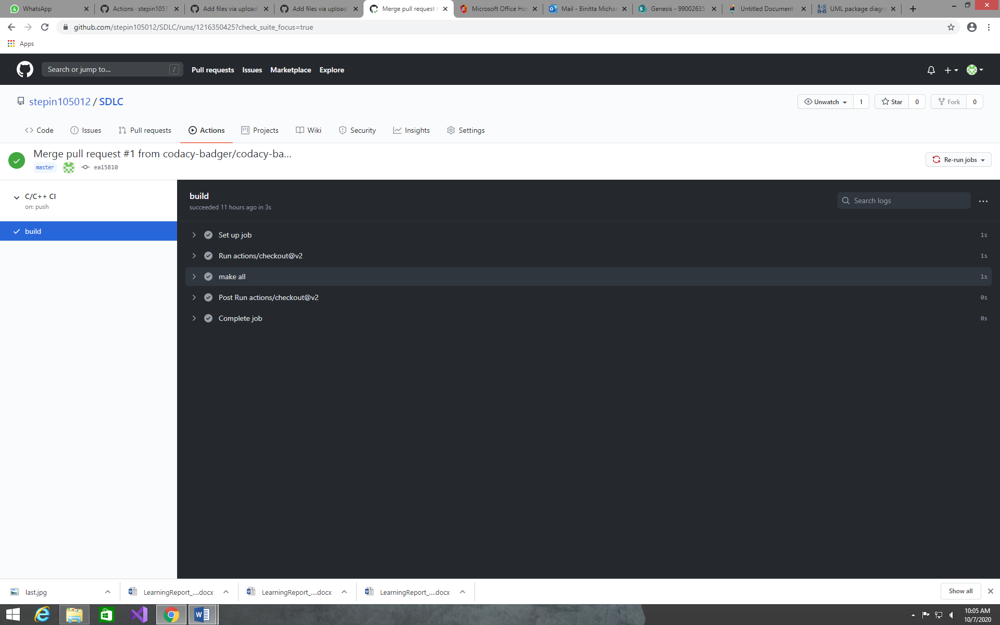 WhatsApp
Actions · stepin1051
Add files via upload
Add files via upload
Merge pull request
Microsoft Office Ho
Mail - Binitta Michae
Genesis - 99002635
Untitled Document
UML package diagra
github.com/stepin105012/SDLC/runs/1216350425?check_suite_focus=true
Apps
Search or jump to... /
Pull requests Issues Marketplace Explore
stepin105012 / SDLC
Unwatch 1 Star 0 Fork 0
Code Issues Pull requests Actions Projects Wiki Security Insights Settings
Merge pull request #1 from codacy-badger/codacy-ba...
master ea15810
Re-run jobs
C/C++ CI
on: push
build
build
succeeded 11 hours ago in 3s
Search logs
Set up job 1s
Run actions/checkout@v2 1s
make all 1s
Post Run actions/checkout@v2 0s
Complete job 0s
last.jpg
LearningReport_....docx
LearningReport_....docx
LearningReport_....docx
Show all
10:05 AM
10/7/2020